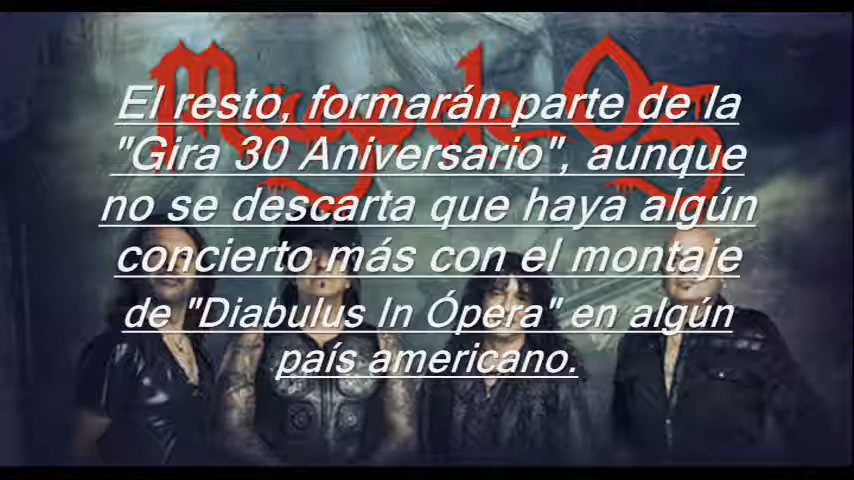 Mägo de Oz
El resto, formarán parte de la
"Gira 30 Aniversario", aunque
no se descarta que haya algún
concierto más con el montaje
de "Diabulus In Ópera" en algún
país americano.